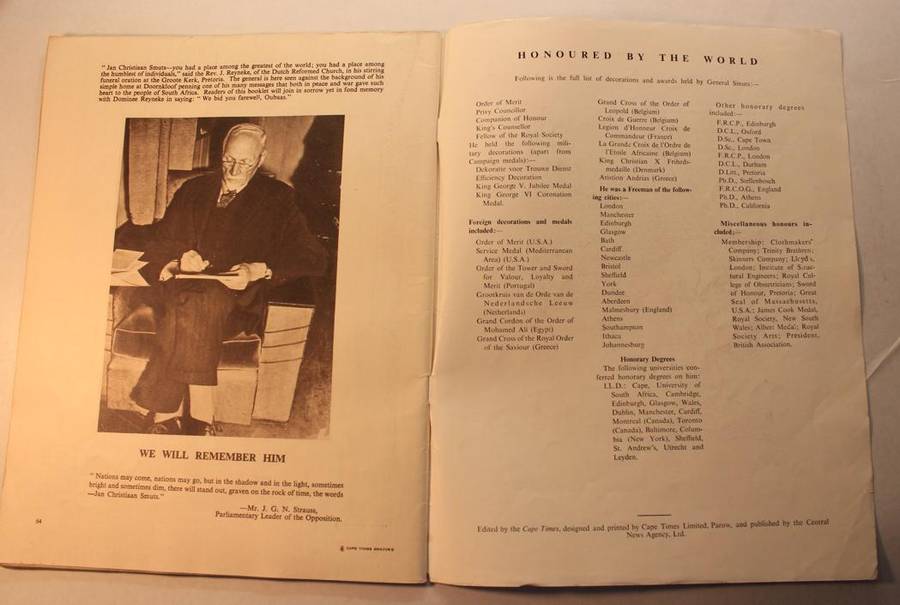 "Jan Christiaan Smuts—you had a place among the greatest of the world; you had a place among
the humblest of individuals," said the Rev. J. Reyneke, of the Dutch Reformed Church, in his stirring
funeral oration at the Groote Kerk, Pretoria. The general is here seen against the background of his
simple home at Doornkloof penning one of his many messages that both in peace and war gave such
heart to the people of South Africa. Readers of this booklet will join in sorrow yet in fond memory
with Dominee Reyneke in saying: "We bid you farewell, Oubaas."
WE WILL REMEMBER HIM
"Nations may come, nations may go, but in the shadow and in the light, sometimes
bright and sometimes dim, there will stand out, graven on the rock of time, the words
—Jan Christiaan Smuts."
—Mr. J. G. N. Strauss,
Parliamentary Leader of the Opposition.
84
HONOURED BY THE WORLD
Following is the full list of decorations and awards held by General Smuts:—
Order of Merit
Privy Councillor
Companion of Honour
King's Counsellor
Fellow of the Royal Society
He held the following mili-
tary decorations (apart from
Campaign medals):—
Dekoratie voor Trouwe Dienst
Efficiency Decoration
King George V. Jubilee Medal
King George VI Coronation
Medal.
Foreign decorations and medals
included:—
Order of Merit (U.S.A.)
Service Medal (Mediterranean
Area) (U.S.A.)
Order of the Tower and Sword
for Valour, Loyalty and
Merit (Portugal)
Grootkruis van de Orde van de
Nederlandsche Leeuw
(Netherlands)
Grand Cordon of the Order of
Mohamed Ali (Egypt)
Grand Cross of the Royal Order
of the Saviour (Greece)
Grand Cross of the Order of
Leopold (Belgium)
Croix de Guerre (Belgium)
Legion d'Honneur Croix de
Commandeur (France)
La Grande Croix de l'Ordre de
l'Etoile Africaine (Belgium)
King Christian X Frihеds-
medaille (Denmark)
Aristion Andrias (Greece)
He was a Freeman of the follow-
ing cities:—
London
Manchester
Edinburgh
Glasgow
Bath
Cardiff
Newcastle
Bristol
Sheffield
York
Dundee
Aberdeen
Malmesbury (England)
Athens
Southampton
Ithaca
Johannesburg
Honorary Degrees
The following universities con-
ferred honorary degrees on him:
LL.D.: Cape, University of
South Africa, Cambridge,
Edinburgh, Glasgow, Wales,
Dublin, Manchester, Cardiff,
Montreal (Canada), Toronto
(Canada), Baltimore, Colum-
bia (New York), Sheffield,
St. Andrew's, Utrecht and
Leyden.
Other honorary degrees
included:—
F.R.C.P., Edinburgh
D.C.L., Oxford
D.Sc., Cape Town
D.Sc., London
F.R.C.P., London
D.C.L., Durham
D.Litt., Pretoria
Ph.D., Stellenbosch
F.R.C.O.G., England
Ph.D., Athens
Ph.D., California
Miscellaneous honours in-
cluded:—
Membership: Clothmakers'
Company; Trinity Brethren;
Skinners Company; Lloyd's,
London; Institute of Struc-
tural Engineers; Royal Col-
lege of Obstetricians; Sword
of Honour, Pretoria; Great
Seal of Massachusetts,
U.S.A.; James Cook Medal,
Royal Society, New South
Wales; Albert Medal; Royal
Society Arts; President,
British Association.
Edited by the Cape Times, designed and printed by Cape Times Limited, Parow, and published by the Central
News Agency, Ltd.